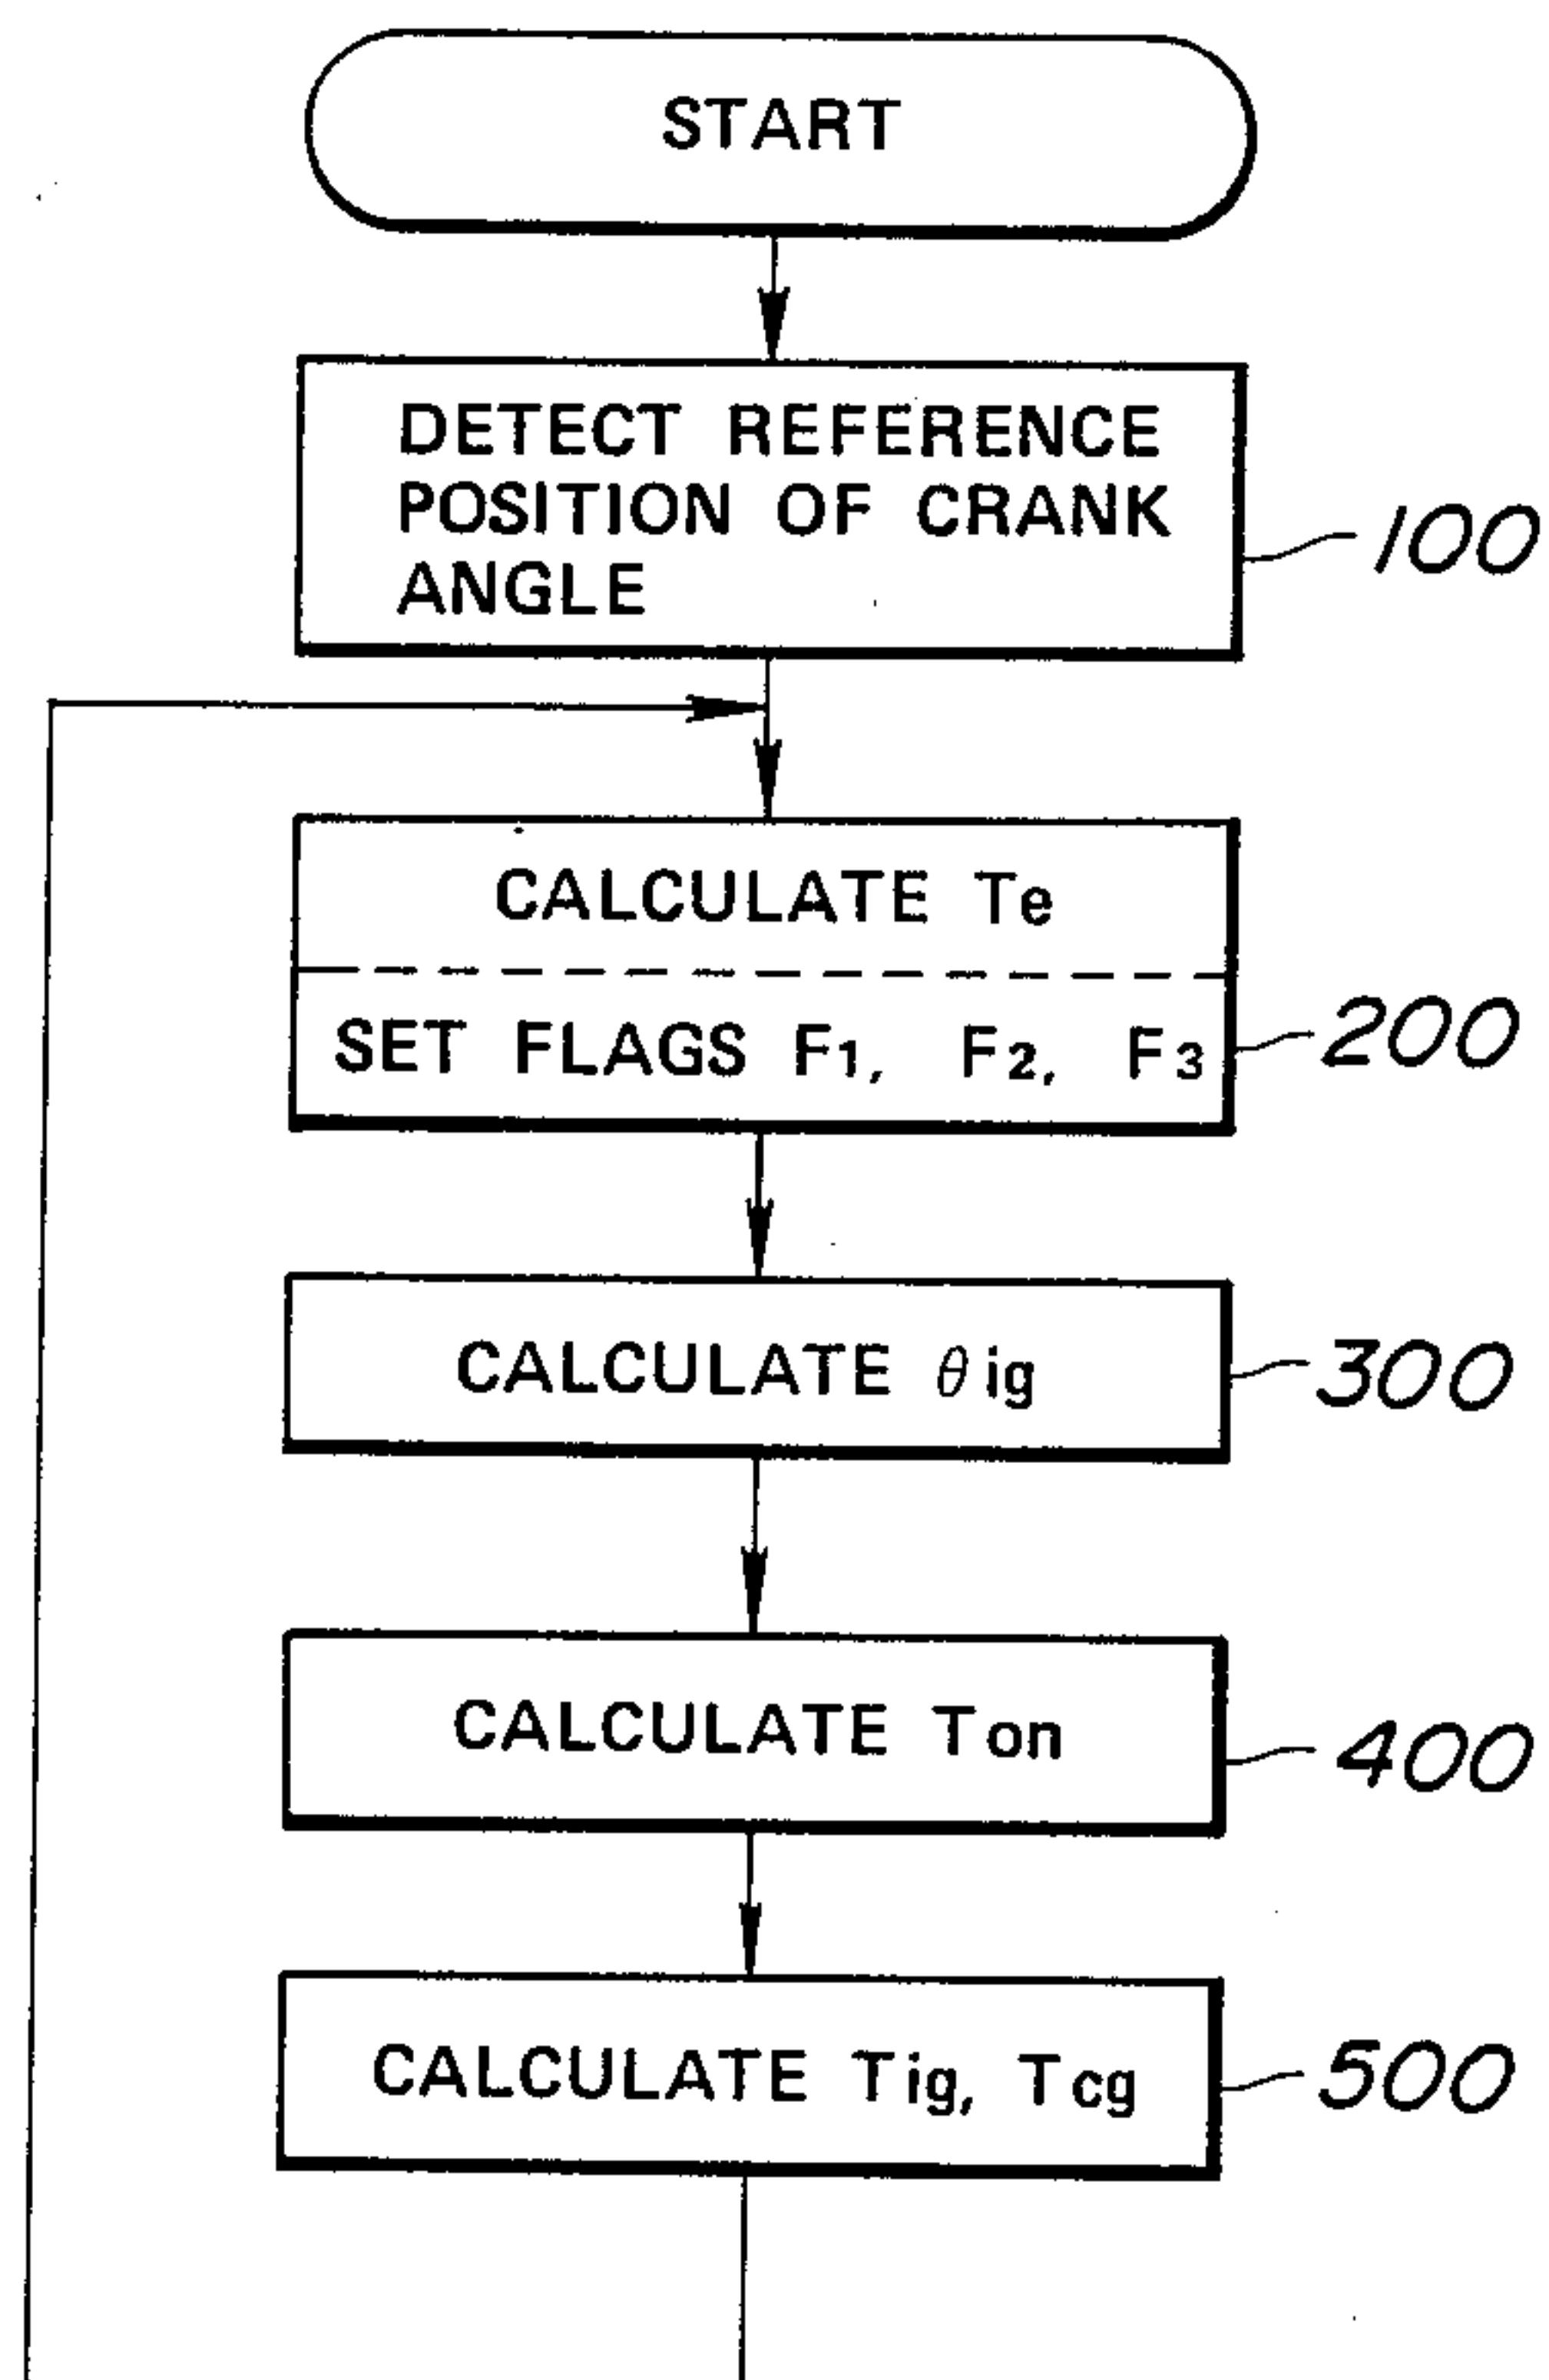 START
DETECT REFERENCE
POSITION OF CRANK
ANGLE
100
CALCULATE Te
SET FLAGS F1, F2, F3
200
CALCULATE θig
300
CALCULATE Ton
400
CALCULATE Tig, Tcg
500